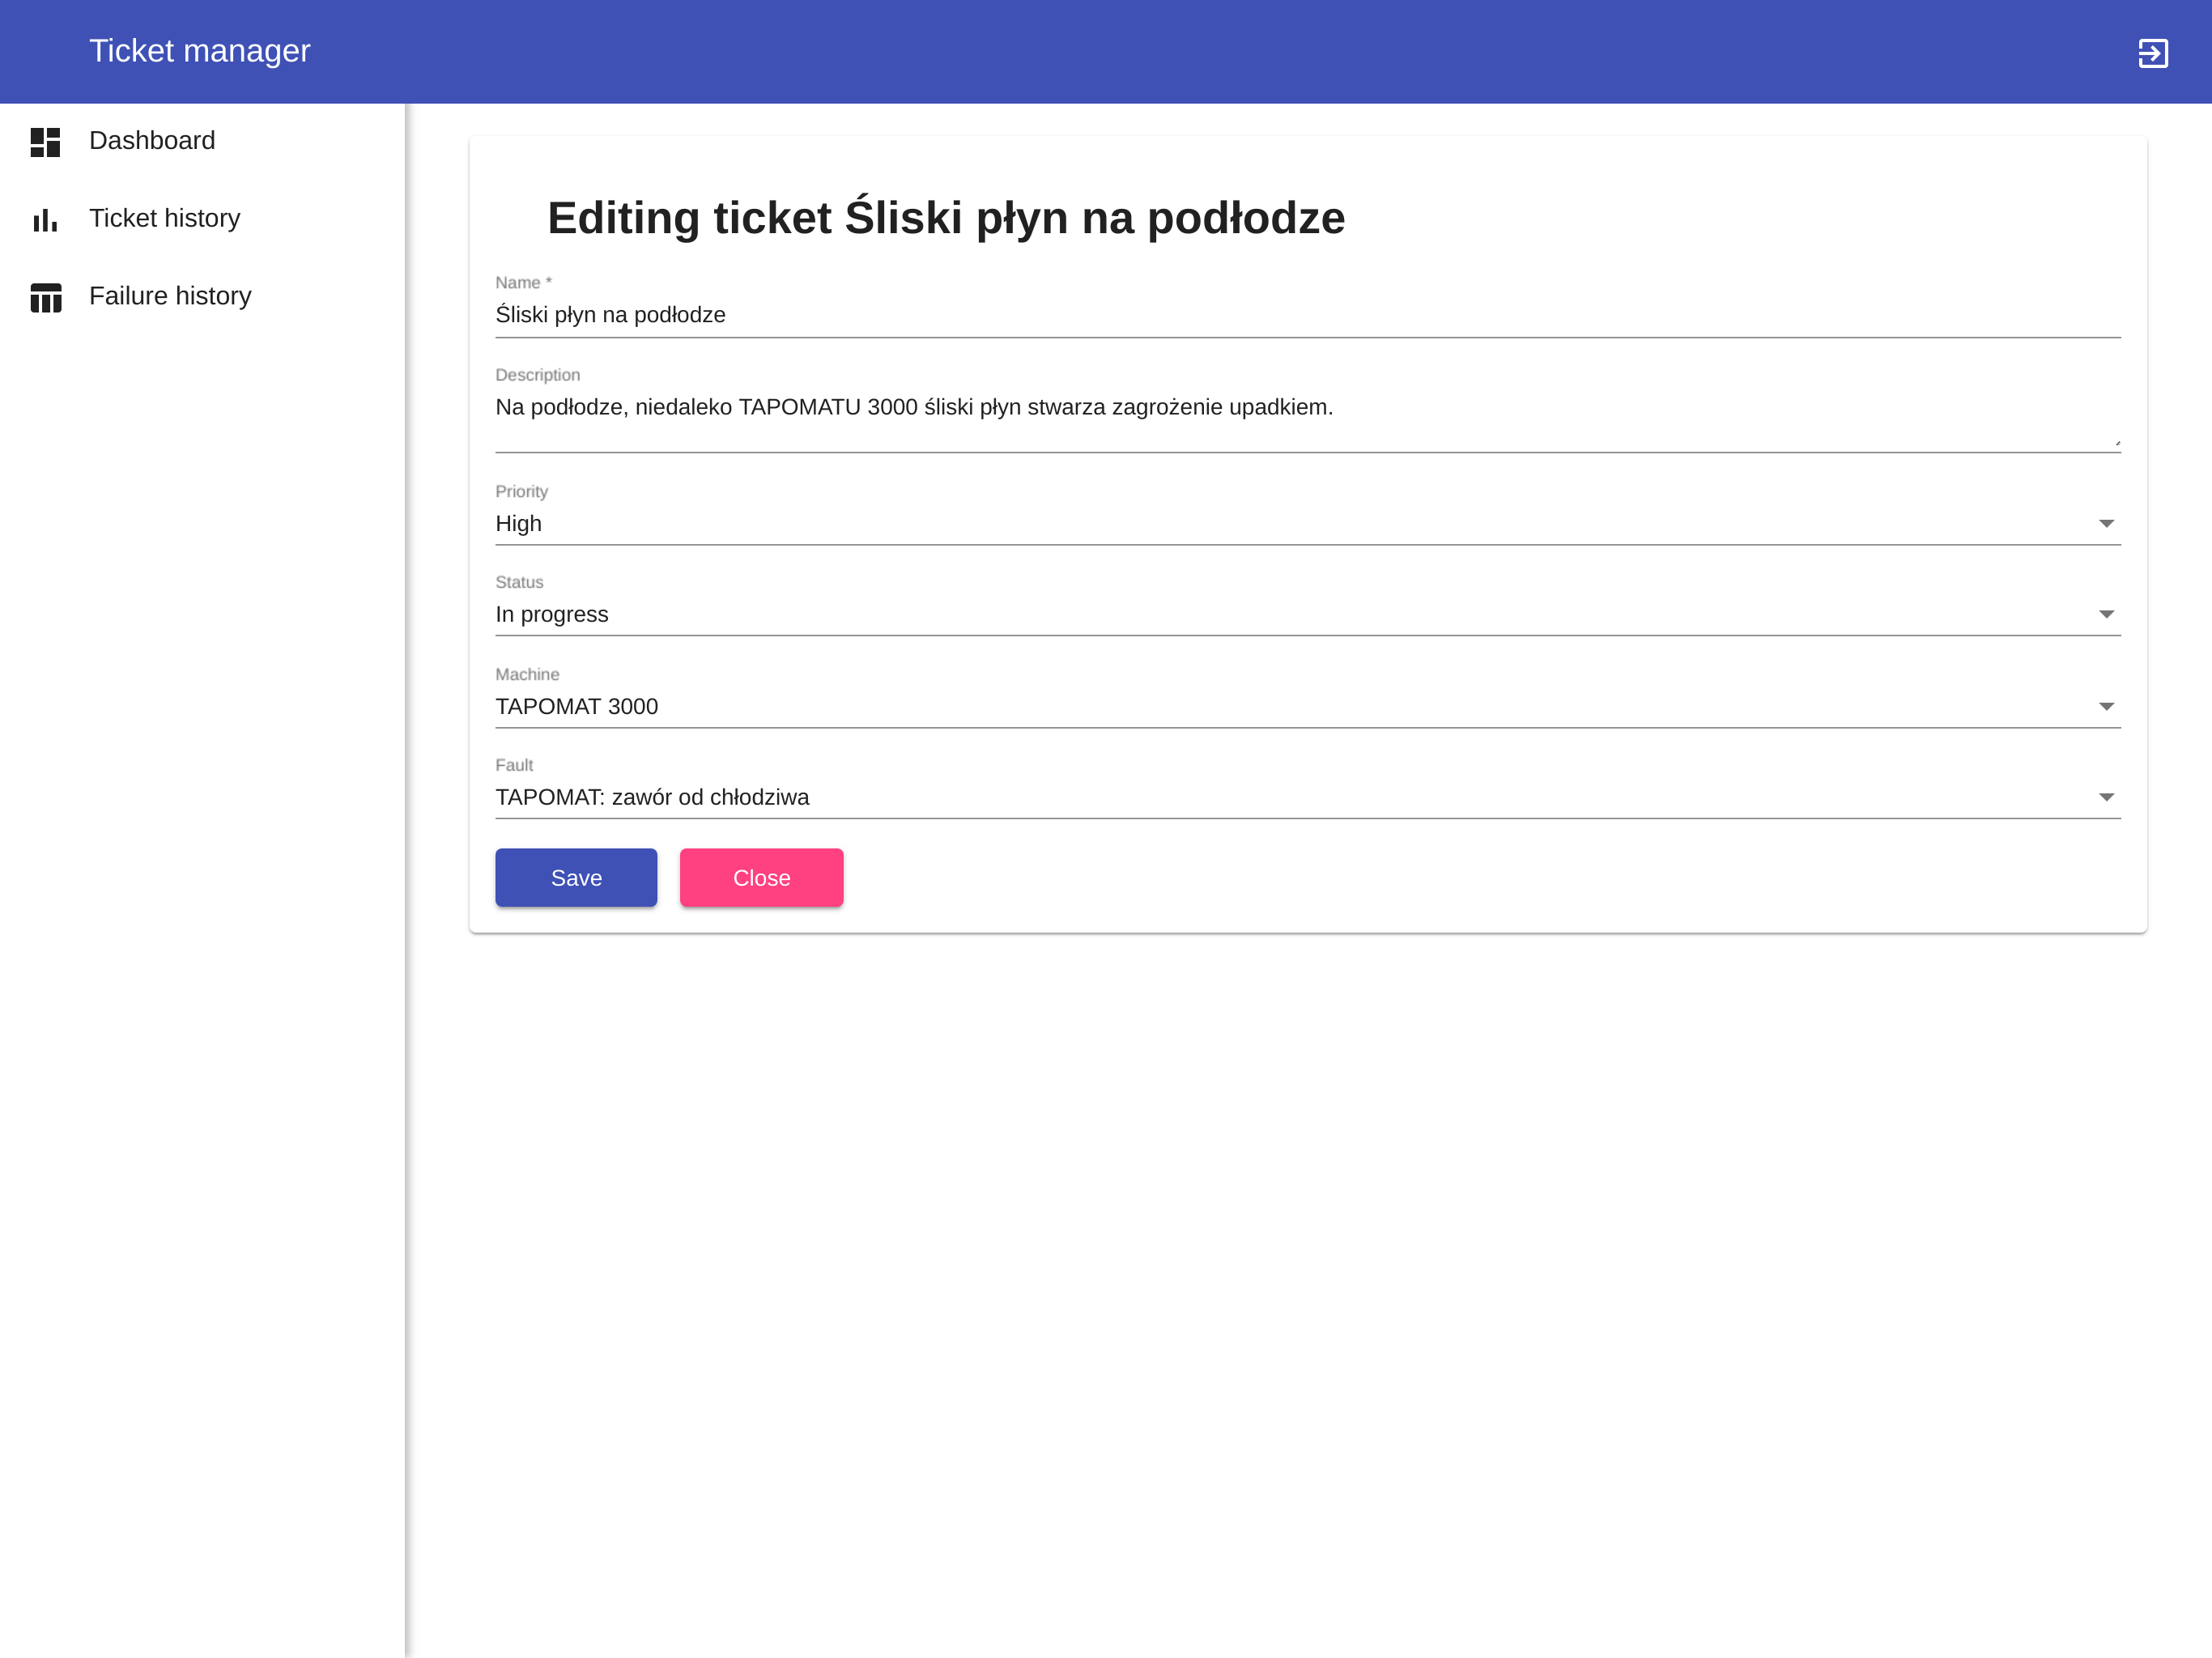 Ticket manager
Dashboard
Ticket history
Failure history
Editing ticket Śliski płyn na podłodze
Name *
Śliski płyn na podłodze
Description
Na podłodze, niedaleko TAPOMATU 3000 śliski płyn stwarza zagrożenie upadkiem.
Priority
High
Status
In progress
Machine
TAPOMAT 3000
Fault
TAPOMAT: zawór od chłodziwa
Save
Close